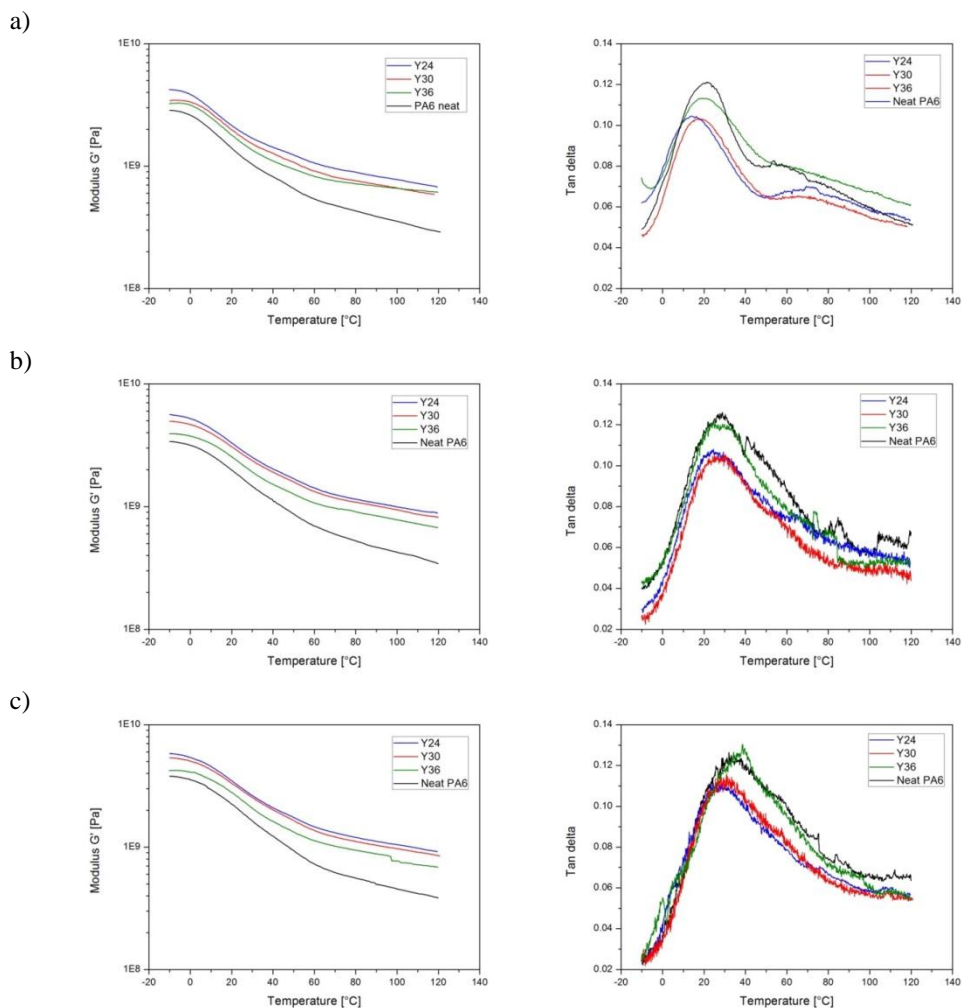 a)
1E10
1E9
1E8
Modulus G' [Pa]
-20 0 20 40 60 80 100 120 140
Temperature [°C]
Y24
Y30
Y36
PA6 neat
0.14
0.12
0.10
0.08
0.06
0.04
0.02
Tan delta
-20 0 20 40 60 80 100 120 140
Temperature [°C]
Y24
Y30
Y36
Neat PA6
b)
1E10
1E9
1E8
Modulus G' [Pa]
-20 0 20 40 60 80 100 120 140
Temperature [°C]
Y24
Y30
Y36
Neat PA6
0.14
0.12
0.10
0.08
0.06
0.04
0.02
Tan delta
-20 0 20 40 60 80 100 120 140
Temperature [°C]
Y24
Y30
Y36
Neat PA6
c)
1E10
1E9
1E8
Modulus G' [Pa]
-20 0 20 40 60 80 100 120 140
Temperature [°C]
Y24
Y30
Y36
Neat PA6
0.14
0.12
0.10
0.08
0.06
0.04
0.02
Tan delta
-20 0 20 40 60 80 100 120 140
Temperature [°C]
Y24
Y30
Y36
Neat PA6